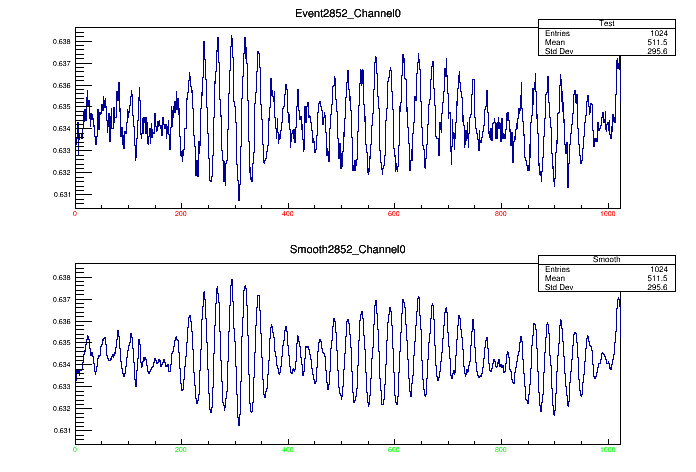 Event2852_Channel0
Test
Entries 1024
Mean 511.5
Std Dev 295.6
0.638
0.637
0.636
0.635
0.634
0.633
0.632
0.631
0 200 400 600 800 1000
Smooth2852_Channel0
Smooth
Entries 1024
Mean 511.5
Std Dev 295.6
0.638
0.637
0.636
0.635
0.634
0.633
0.632
0.631
0 200 400 600 800 1000